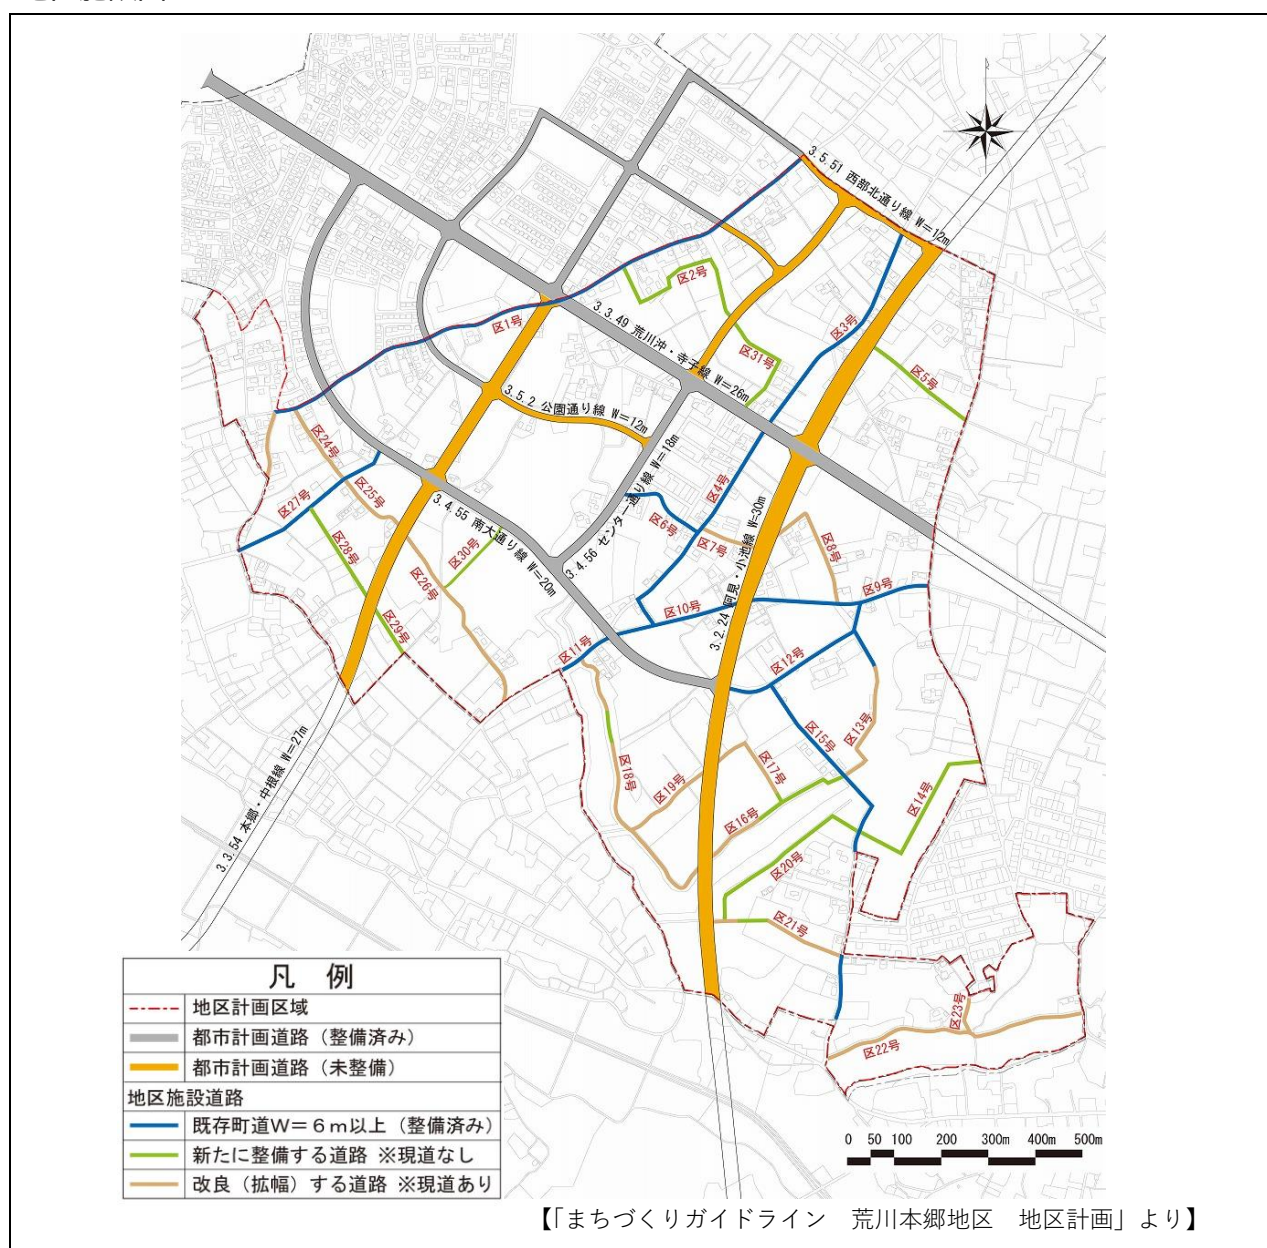 3.5.51 西部北通り線 W=12m
区2号
区3号
区1号
3.3.49 荒川沖・寺子線 W=26m
区31号
区5号
3.5.2 公園通り線 W=12m
区24号
区4号
区27号
区25号
3.4.55 南大通り線 W=20m
3.4.56 センター通り線 W=18m
区6号
区7号
3.2.24 阿見・小池線 W=30m
区8号
区28号
区30号
区26号
区9号
区10号
区29号
区11号
区12号
区15号
区13号
3.3.54 本郷・中根線 W=27m
区18号
区19号
区17号
区14号
区16号
区20号
区21号
区23号
区22号
凡 例
地区計画区域
都市計画道路(整備済み)
都市計画道路(未整備)
地区施設道路
既存町道W=6m以上(整備済み)
新たに整備する道路 ※現道なし
改良(拡幅)する道路 ※現道あり
0 50 100 200 300m 400m 500m
【「まちづくりガイドライン 荒川本郷地区 地区計画」より】